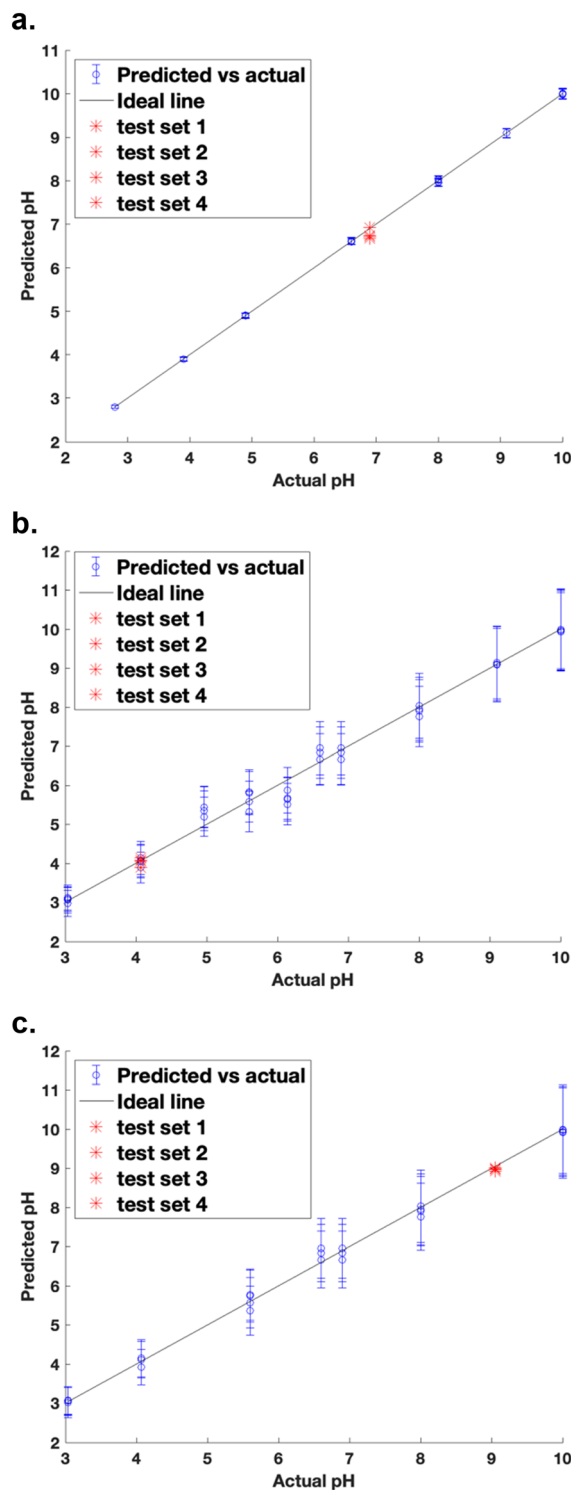 a.
11
10
9
8
7
6
5
4
3
2
Predicted pH
Predicted vs actual
Ideal line
test set 1
test set 2
test set 3
test set 4
2 3 4 5 6 7 8 9 10
Actual pH
b.
12
11
10
9
8
7
6
5
4
3
2
Predicted pH
Predicted vs actual
Ideal line
test set 1
test set 2
test set 3
test set 4
3 4 5 6 7 8 9 10
Actual pH
c.
12
11
10
9
8
7
6
5
4
3
2
Predicted pH
Predicted vs actual
Ideal line
test set 1
test set 2
test set 3
test set 4
3 4 5 6 7 8 9 10
Actual pH